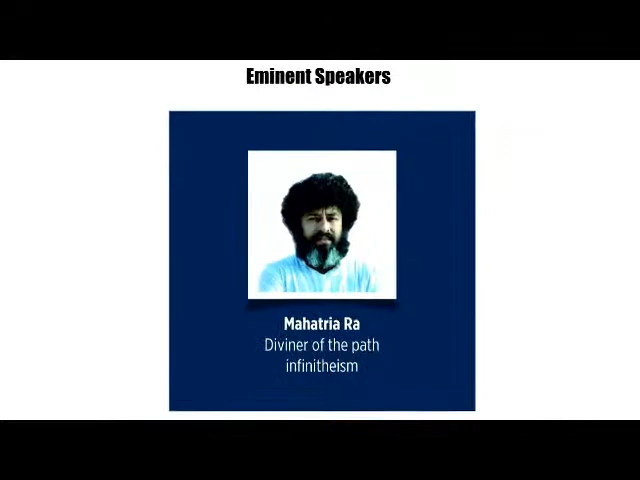 Eminent Speakers
Mahatria Ra
Diviner of the path
infinitheism